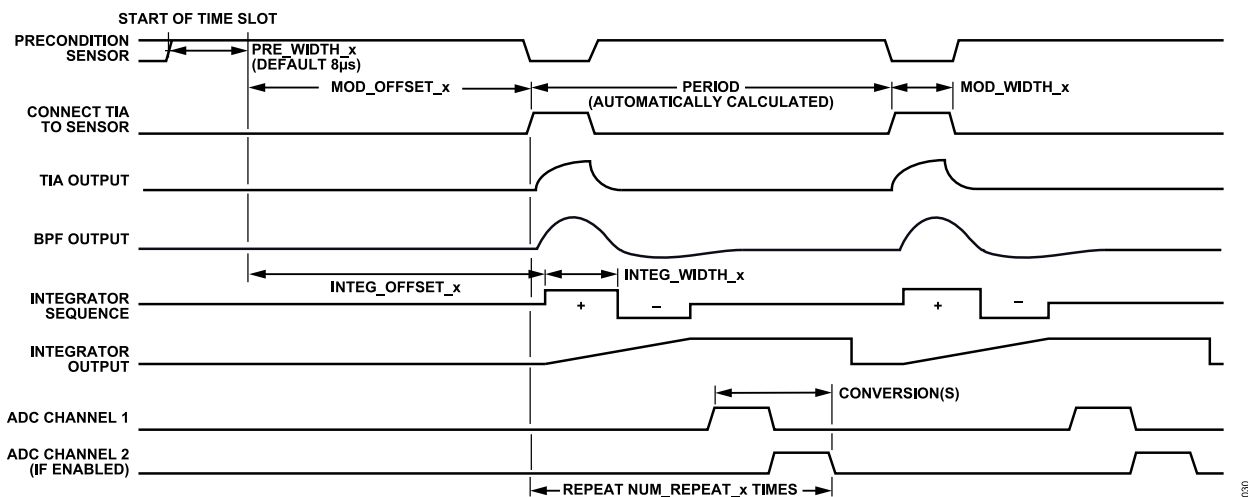 START OF TIME SLOT
PRECONDITION
SENSOR
PRE_WIDTH_x
(DEFAULT 8µs)
MOD_OFFSET_x
PERIOD
(AUTOMATICALLY CALCULATED)
MOD_WIDTH_x
CONNECT TIA
TO SENSOR
TIA OUTPUT
BPF OUTPUT
INTEG_OFFSET_x
INTEG_WIDTH_x
INTEGRATOR
SEQUENCE
+
–
+
–
INTEGRATOR
OUTPUT
CONVERSION(S)
ADC CHANNEL 1
ADC CHANNEL 2
(IF ENABLED)
REPEAT NUM_REPEAT_x TIMES
030